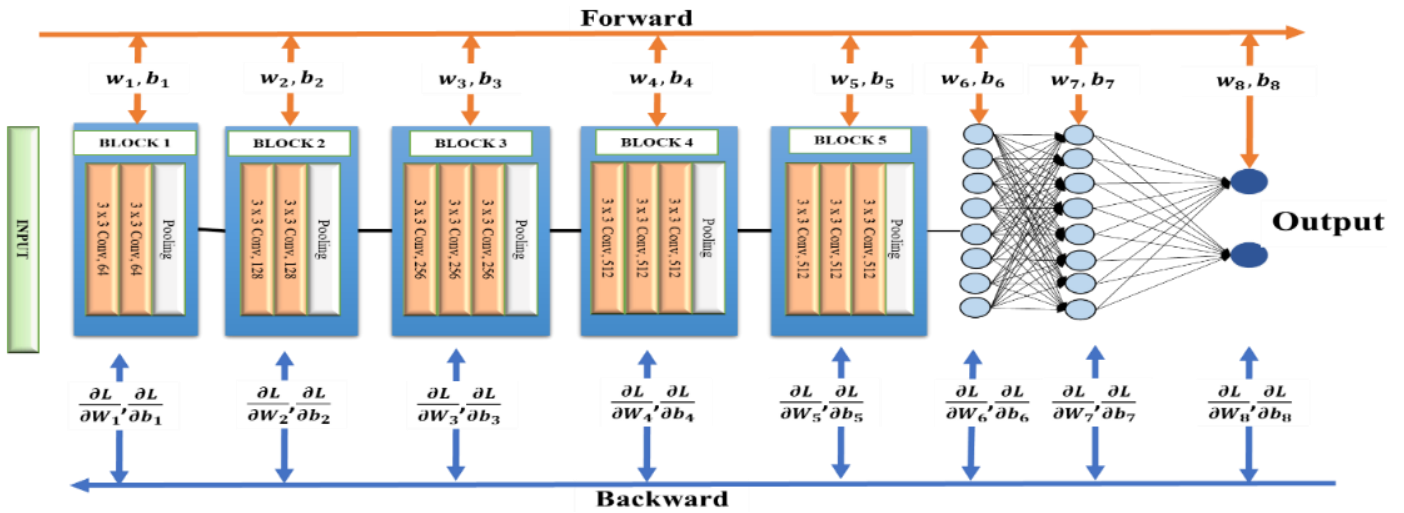 Forward
w₁, b₁
w₂, b₂
w₃, b₃
w₄, b₄
w₅, b₅
w₆, b₆
w₇, b₇
w₈, b₈
INPUT
BLOCK 1
3 x 3 Conv, 64
3 x 3 Conv, 64
Pooling
BLOCK 2
3 x 3 Conv, 128
3 x 3 Conv, 128
Pooling
BLOCK 3
3 x 3 Conv, 256
3 x 3 Conv, 256
3 x 3 Conv, 256
Pooling
BLOCK 4
3 x 3 Conv, 512
3 x 3 Conv, 512
3 x 3 Conv, 512
Pooling
BLOCK 5
3 x 3 Conv, 512
3 x 3 Conv, 512
3 x 3 Conv, 512
Pooling
Output
∂L/∂W₁, ∂L/∂b₁
∂L/∂W₂, ∂L/∂b₂
∂L/∂W₃, ∂L/∂b₃
∂L/∂W₄, ∂L/∂b₄
∂L/∂W₅, ∂L/∂b₅
∂L/∂W₆, ∂L/∂b₆
∂L/∂W₇, ∂L/∂b₇
∂L/∂W₈, ∂L/∂b₈
Backward